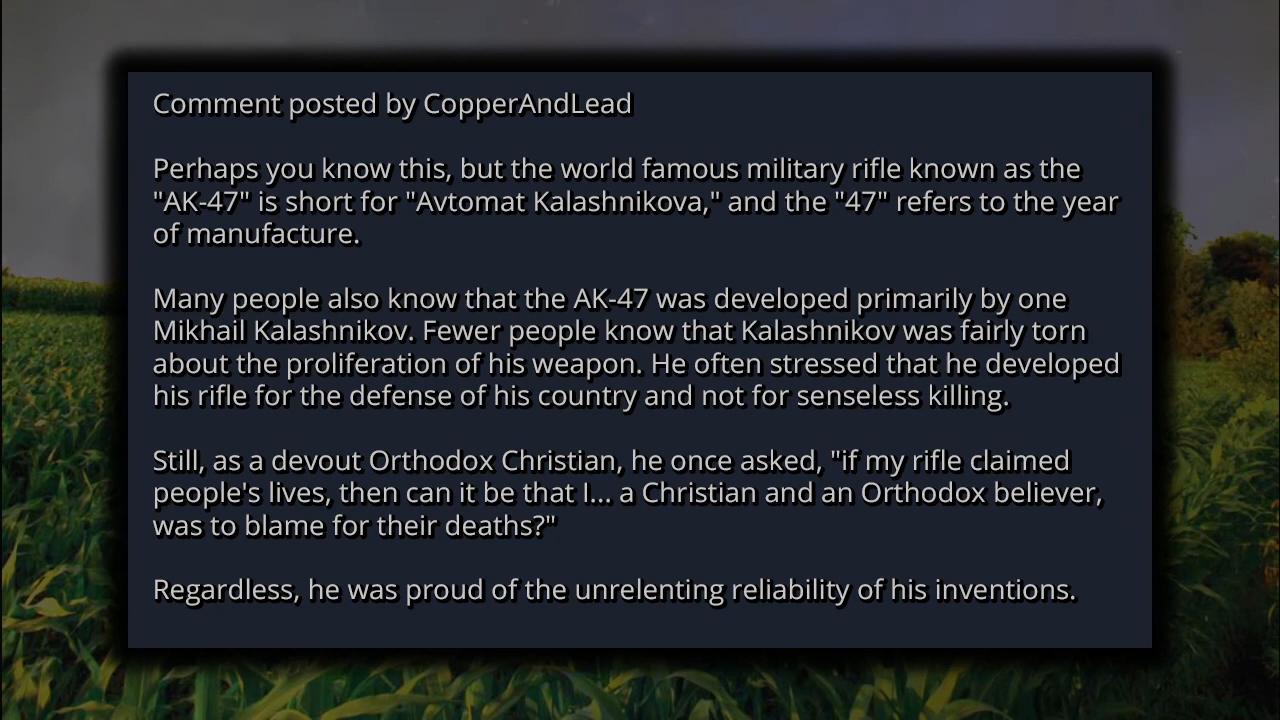 Comment posted by CopperAndLead
Perhaps you know this, but the world famous military rifle known as the
"AK-47" is short for "Avtomat Kalashnikova," and the "47" refers to the year
of manufacture.
Many people also know that the AK-47 was developed primarily by one
Mikhail Kalashnikov. Fewer people know that Kalashnikov was fairly torn
about the proliferation of his weapon. He often stressed that he developed
his rifle for the defense of his country and not for senseless killing.
Still, as a devout Orthodox Christian, he once asked, "if my rifle claimed
people's lives, then can it be that I... a Christian and an Orthodox believer,
was to blame for their deaths?"
Regardless, he was proud of the unrelenting reliability of his inventions.